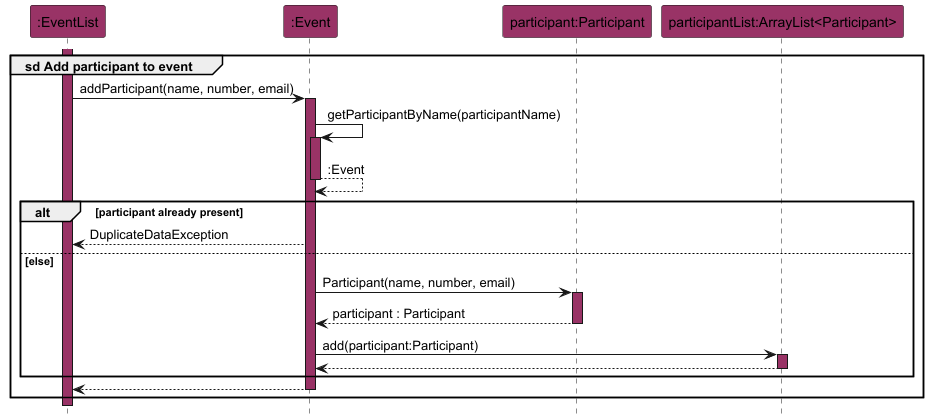 :EventList
:Event
participant:Participant
participantList:ArrayList<Participant>
sd Add participant to event
addParticipant(name, number, email)
getParticipantByName(participantName)
:Event
alt
[participant already present]
DuplicateDataException
[else]
Participant(name, number, email)
participant : Participant
add(participant:Participant)